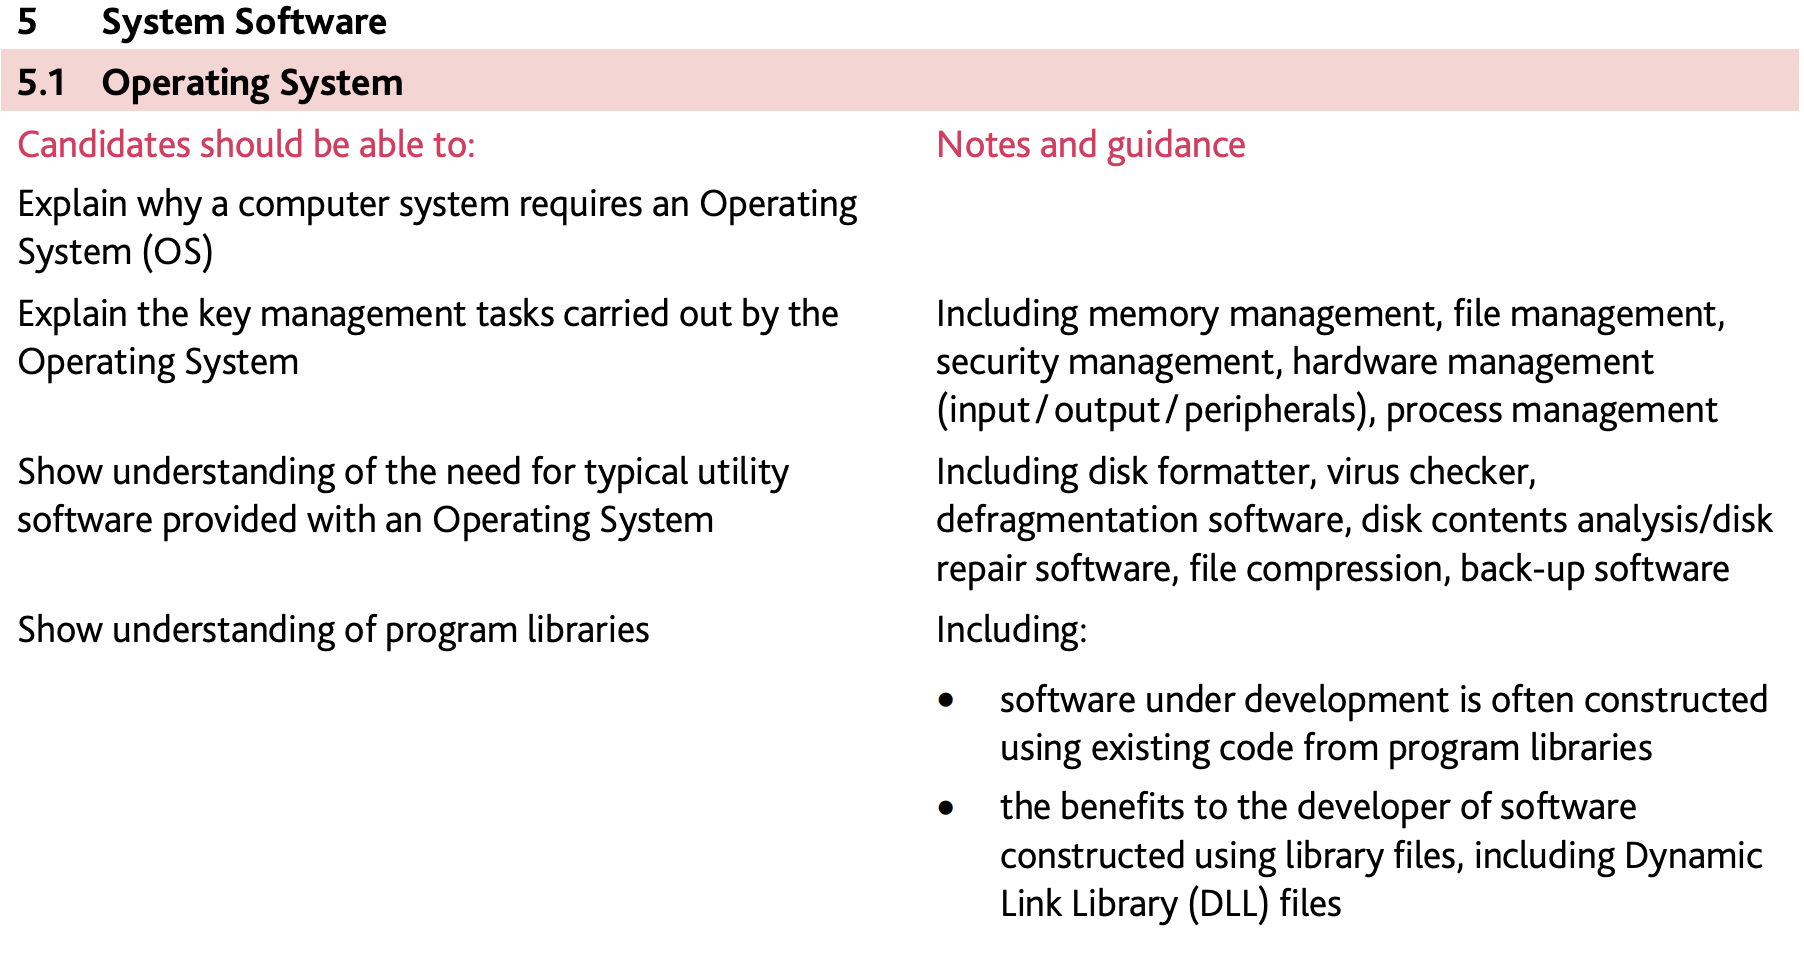 5 System Software
5.1 Operating System
Candidates should be able to:
Notes and guidance
Explain why a computer system requires an Operating
System (OS)
Explain the key management tasks carried out by the
Operating System
Including memory management, file management,
security management, hardware management
(input / output / peripherals), process management
Show understanding of the need for typical utility
software provided with an Operating System
Including disk formatter, virus checker,
defragmentation software, disk contents analysis/disk
repair software, file compression, back-up software
Show understanding of program libraries
Including:
• software under development is often constructed
using existing code from program libraries
• the benefits to the developer of software
constructed using library files, including Dynamic
Link Library (DLL) files